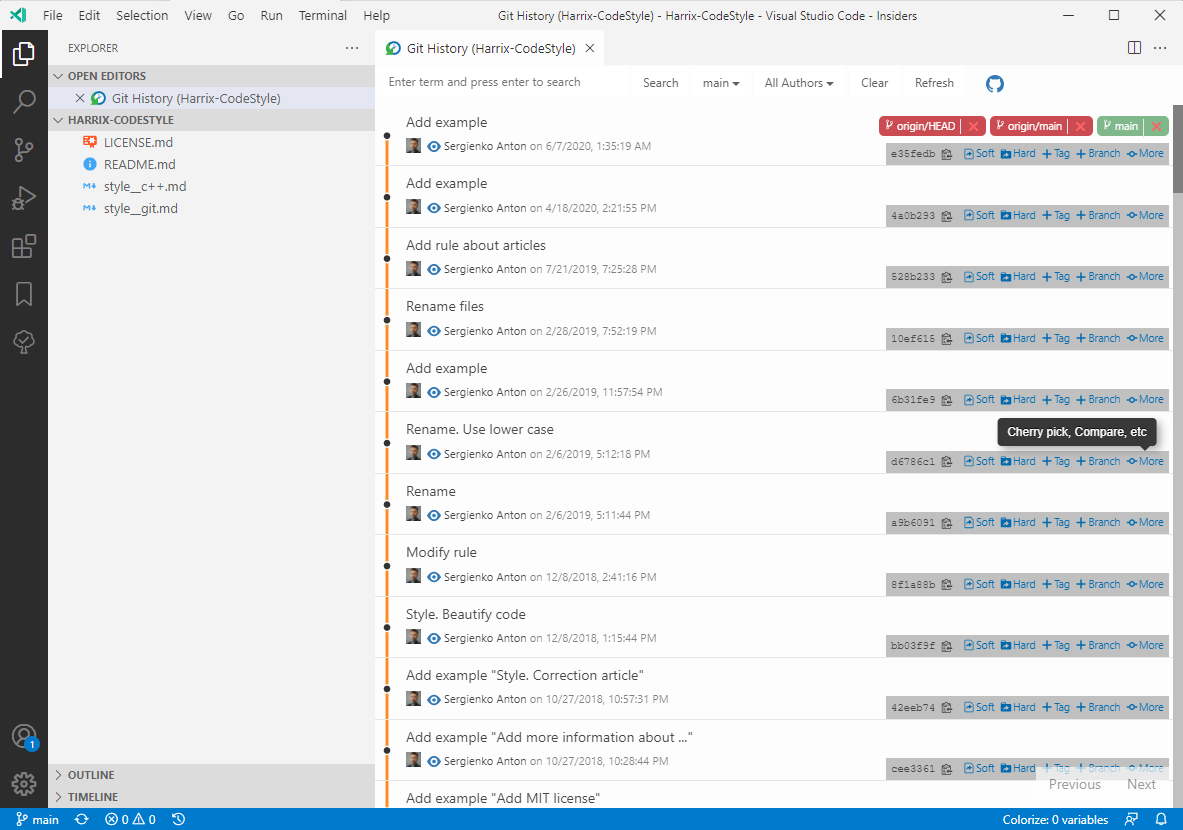 File Edit Selection View Go Run Terminal Help Git History (Harrix-CodeStyle) - Harrix-CodeStyle - Visual Studio Code - Insiders
EXPLORER
OPEN EDITORS
Git History (Harrix-CodeStyle)
HARRIX-CODESTYLE
LICENSE.md
README.md
style__c++.md
style__git.md
OUTLINE
TIMELINE
1
Git History (Harrix-CodeStyle)
Enter term and press enter to search Search main All Authors Clear Refresh
Add example origin/HEAD origin/main main
Sergienko Anton on 6/7/2020, 1:35:19 AM e35fedb Soft Hard Tag Branch More
Add example
Sergienko Anton on 4/18/2020, 2:21:55 PM 4a0b293 Soft Hard Tag Branch More
Add rule about articles
Sergienko Anton on 7/21/2019, 7:25:28 PM 528b233 Soft Hard Tag Branch More
Rename files
Sergienko Anton on 2/28/2019, 7:52:19 PM 10ef615 Soft Hard Tag Branch More
Add example
Sergienko Anton on 2/26/2019, 11:57:54 PM 6b31fe9 Soft Hard Tag Branch More
Rename. Use lower case
Cherry pick, Compare, etc
Sergienko Anton on 2/6/2019, 5:12:18 PM d6786c1 Soft Hard Tag Branch More
Rename
Sergienko Anton on 2/6/2019, 5:11:44 PM a9b6091 Soft Hard Tag Branch More
Modify rule
Sergienko Anton on 12/8/2018, 2:41:16 PM 8f1a88b Soft Hard Tag Branch More
Style. Beautify code
Sergienko Anton on 12/8/2018, 1:15:44 PM bb03f9f Soft Hard Tag Branch More
Add example "Style. Correction article"
Sergienko Anton on 10/27/2018, 10:57:31 PM 42eeb74 Soft Hard Tag Branch More
Add example "Add more information about ..."
Sergienko Anton on 10/27/2018, 10:28:44 PM cee3361 Soft Hard Tag Branch More
Add example "Add MIT license"
Previous Next
main 0 0 Colorize: 0 variables